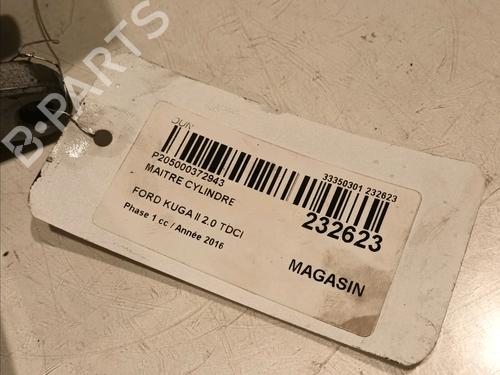 B-PARTS
P205000372943
33350301 232623
MAITRE CYLINDRE
232623
FORD KUGA II 2.0 TDCI
Phase 1 cc / Année 2016
MAGASIN